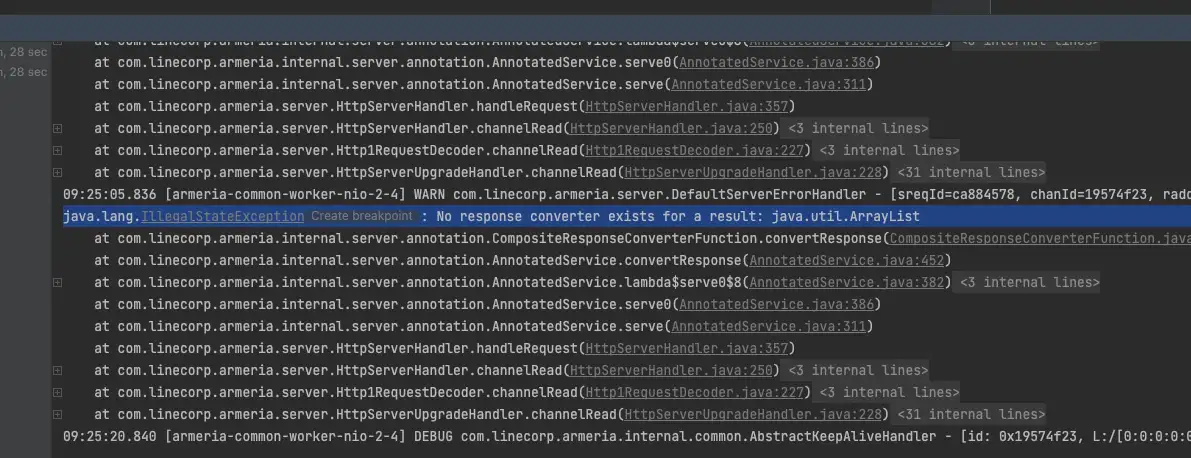 n, 28 sec
n, 28 sec
at com.linecorp.armeria.internal.server.annotation.AnnotatedService.lambda$serve0$8(AnnotatedService.java:382) <3 internal lines>
at com.linecorp.armeria.internal.server.annotation.AnnotatedService.serve0(AnnotatedService.java:386)
at com.linecorp.armeria.internal.server.annotation.AnnotatedService.serve(AnnotatedService.java:311)
at com.linecorp.armeria.server.HttpServerHandler.handleRequest(HttpServerHandler.java:357)
at com.linecorp.armeria.server.HttpServerHandler.channelRead(HttpServerHandler.java:250) <3 internal lines>
at com.linecorp.armeria.server.Http1RequestDecoder.channelRead(Http1RequestDecoder.java:227) <3 internal lines>
at com.linecorp.armeria.server.HttpServerUpgradeHandler.channelRead(HttpServerUpgradeHandler.java:228) <31 internal lines>
09:25:05.836 [armeria-common-worker-nio-2-4] WARN com.linecorp.armeria.server.DefaultServerErrorHandler - [sreqId=ca884578, chanId=19574f23, radd
java.lang.IllegalStateException Create breakpoint : No response converter exists for a result: java.util.ArrayList
at com.linecorp.armeria.internal.server.annotation.CompositeResponseConverterFunction.convertResponse(CompositeResponseConverterFunction.java
at com.linecorp.armeria.internal.server.annotation.AnnotatedService.convertResponse(AnnotatedService.java:452)
at com.linecorp.armeria.internal.server.annotation.AnnotatedService.lambda$serve0$8(AnnotatedService.java:382) <3 internal lines>
at com.linecorp.armeria.internal.server.annotation.AnnotatedService.serve0(AnnotatedService.java:386)
at com.linecorp.armeria.internal.server.annotation.AnnotatedService.serve(AnnotatedService.java:311)
at com.linecorp.armeria.server.HttpServerHandler.handleRequest(HttpServerHandler.java:357)
at com.linecorp.armeria.server.HttpServerHandler.channelRead(HttpServerHandler.java:250) <3 internal lines>
at com.linecorp.armeria.server.Http1RequestDecoder.channelRead(Http1RequestDecoder.java:227) <3 internal lines>
at com.linecorp.armeria.server.HttpServerUpgradeHandler.channelRead(HttpServerUpgradeHandler.java:228) <31 internal lines>
09:25:20.840 [armeria-common-worker-nio-2-4] DEBUG com.linecorp.armeria.internal.common.AbstractKeepAliveHandler - [id: 0x19574f23, L:/[0:0:0:0:0